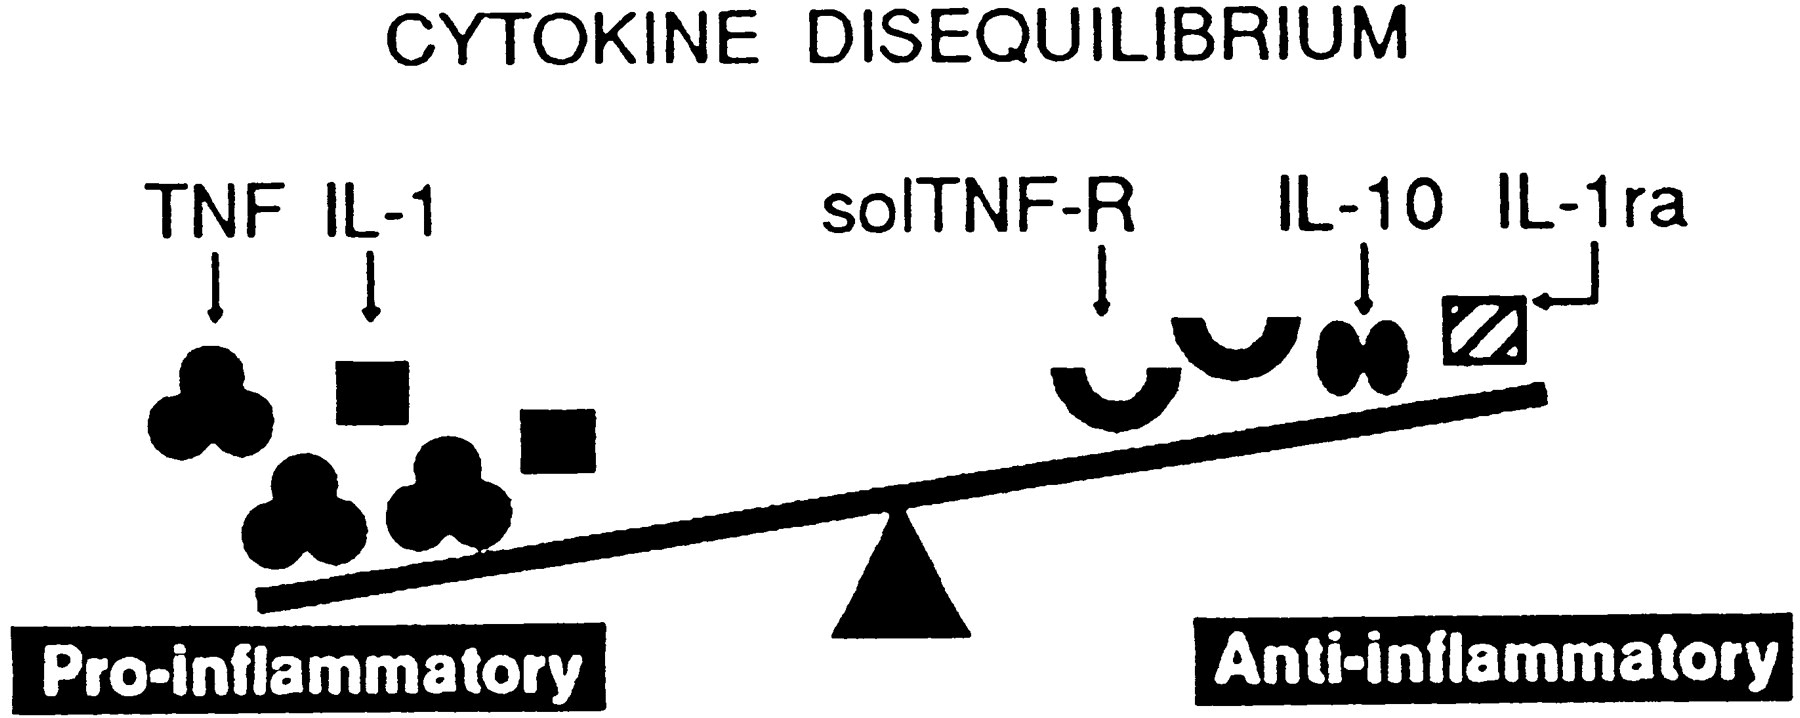 CYTOKINE DISEQUILIBRIUM
TNF IL-1 solTNF-R IL-10 IL-1ra
Pro-inflammatory Anti-inflammatory